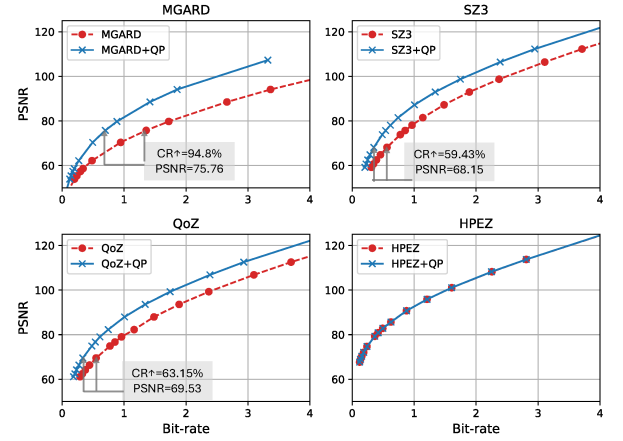 MGARD
SZ3
PSNR
120
100
80
60
MGARD
MGARD+QP
CR↑=94.8%
PSNR=75.76
0
1
2
3
4
120
100
80
60
SZ3
SZ3+QP
CR↑=59.43%
PSNR=68.15
0
1
2
3
4
QoZ
HPEZ
PSNR
120
100
80
60
QoZ
QoZ+QP
CR↑=63.15%
PSNR=69.53
0
1
2
3
4
Bit-rate
120
100
80
60
HPEZ
HPEZ+QP
0
1
2
3
4
Bit-rate